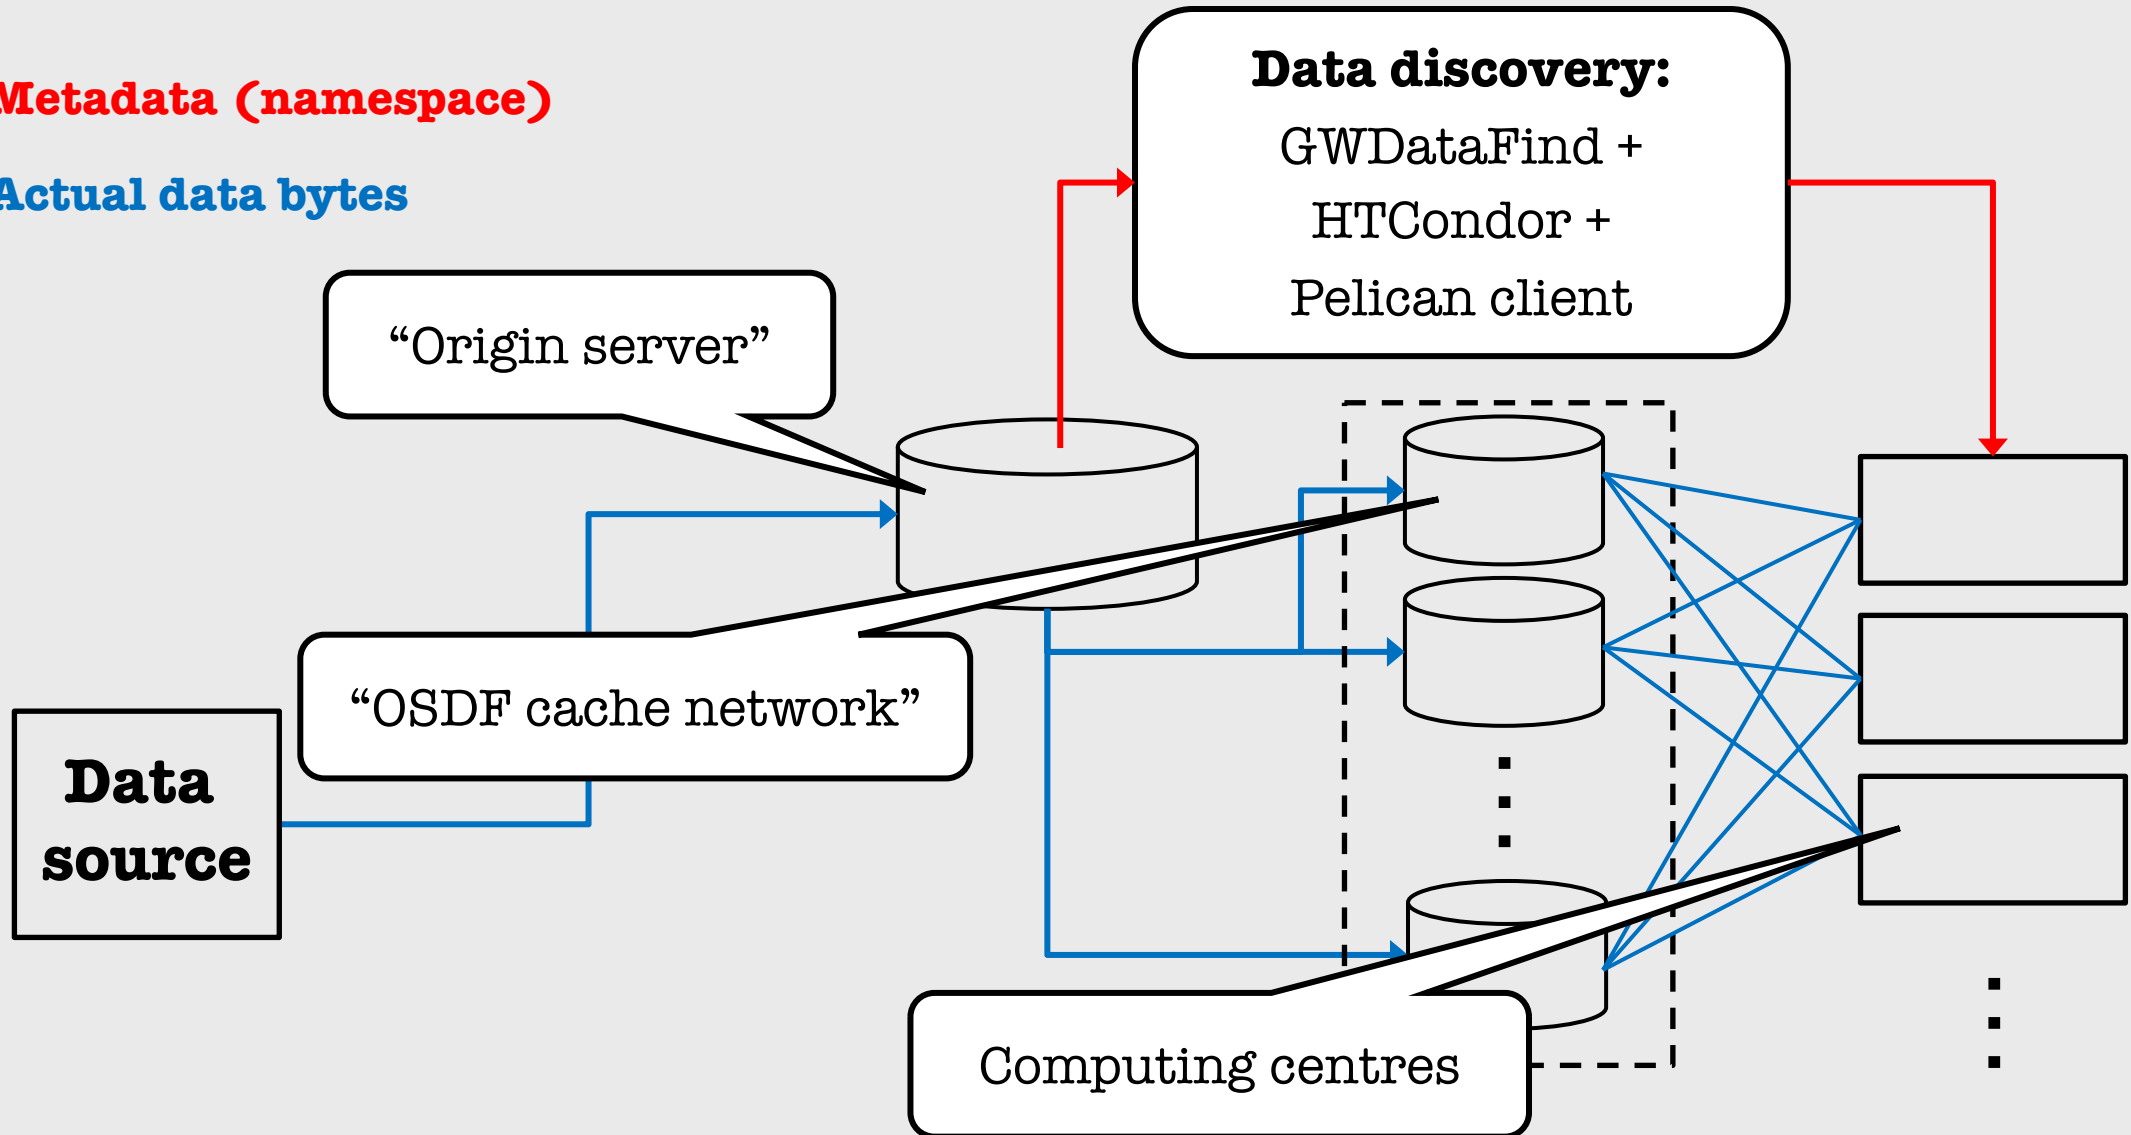 Metadata (namespace)
Actual data bytes
Data discovery:
GWDataFind +
HTCondor +
Pelican client
“Origin server”
“OSDF cache network”
Data
source
Computing centres